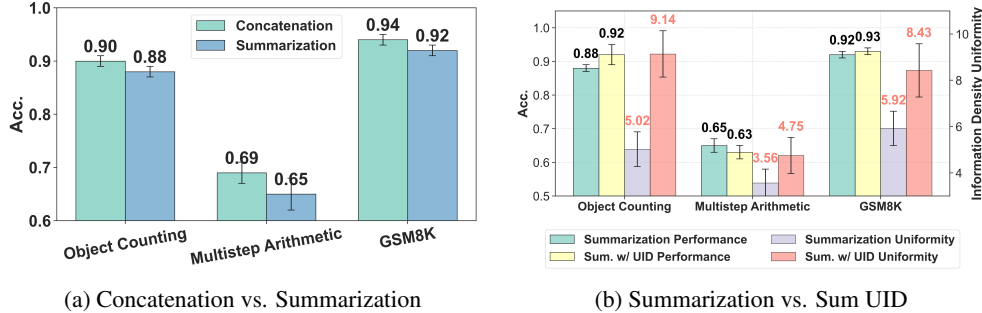 Concatenation
Summarization
Acc.
1.0
0.9
0.8
0.7
0.6
0.90
0.88
0.69
0.65
0.94
0.92
Object Counting
Multistep Arithmetic
GSM8K
(a) Concatenation vs. Summarization
Acc.
1.0
0.9
0.8
0.7
0.6
0.5
0.88
0.92
5.02
9.14
0.65
0.63
3.56
4.75
0.92
0.93
5.92
8.43
10
8
6
4
Information Density Uniformity
Object Counting
Multistep Arithmetic
GSM8K
Summarization Performance
Sum. w/ UID Performance
Summarization Uniformity
Sum. w/ UID Uniformity
(b) Summarization vs. Sum UID